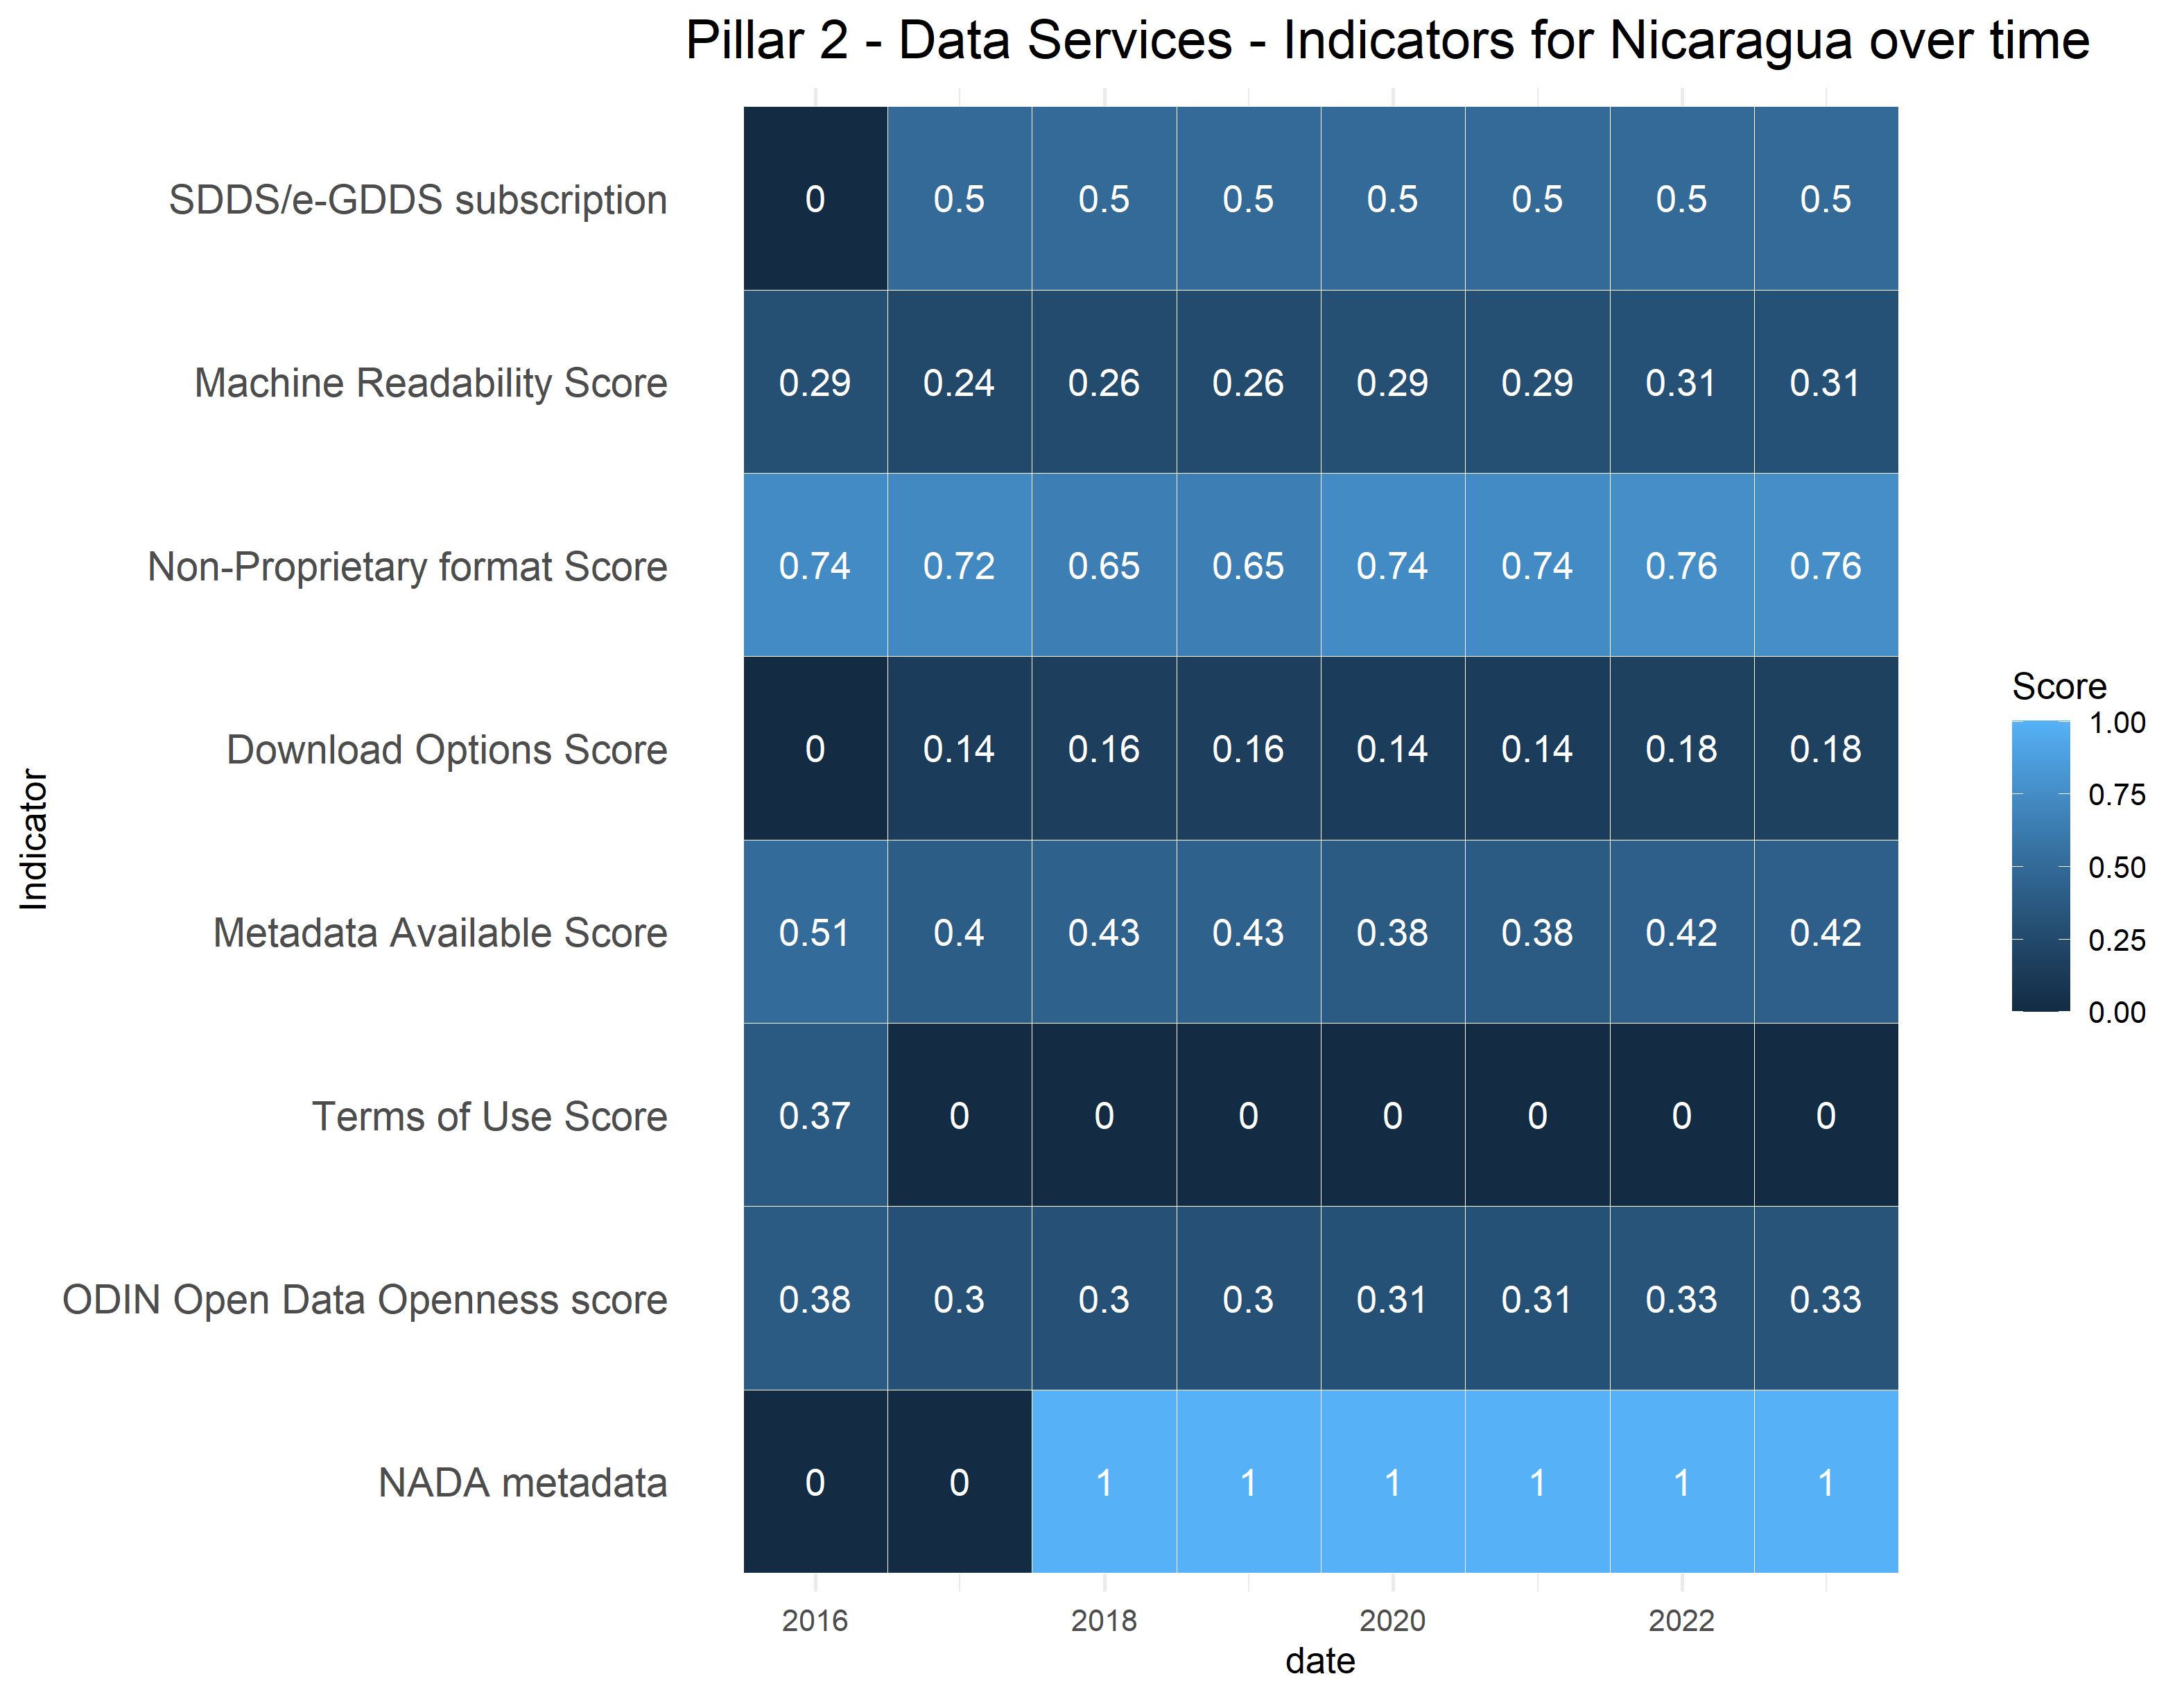 Pillar 2 - Data Services - Indicators for Nicaragua over time
Indicator
SDDS/e-GDDS subscription 0 0.5 0.5 0.5 0.5 0.5 0.5 0.5
Machine Readability Score 0.29 0.24 0.26 0.26 0.29 0.29 0.31 0.31
Non-Proprietary format Score 0.74 0.72 0.65 0.65 0.74 0.74 0.76 0.76
Download Options Score 0 0.14 0.16 0.16 0.14 0.14 0.18 0.18
Metadata Available Score 0.51 0.4 0.43 0.43 0.38 0.38 0.42 0.42
Terms of Use Score 0.37 0 0 0 0 0 0 0
ODIN Open Data Openness score 0.38 0.3 0.3 0.3 0.31 0.31 0.33 0.33
NADA metadata 0 0 1 1 1 1 1 1
2016 2018 2020 2022
date
Score
1.00
0.75
0.50
0.25
0.00